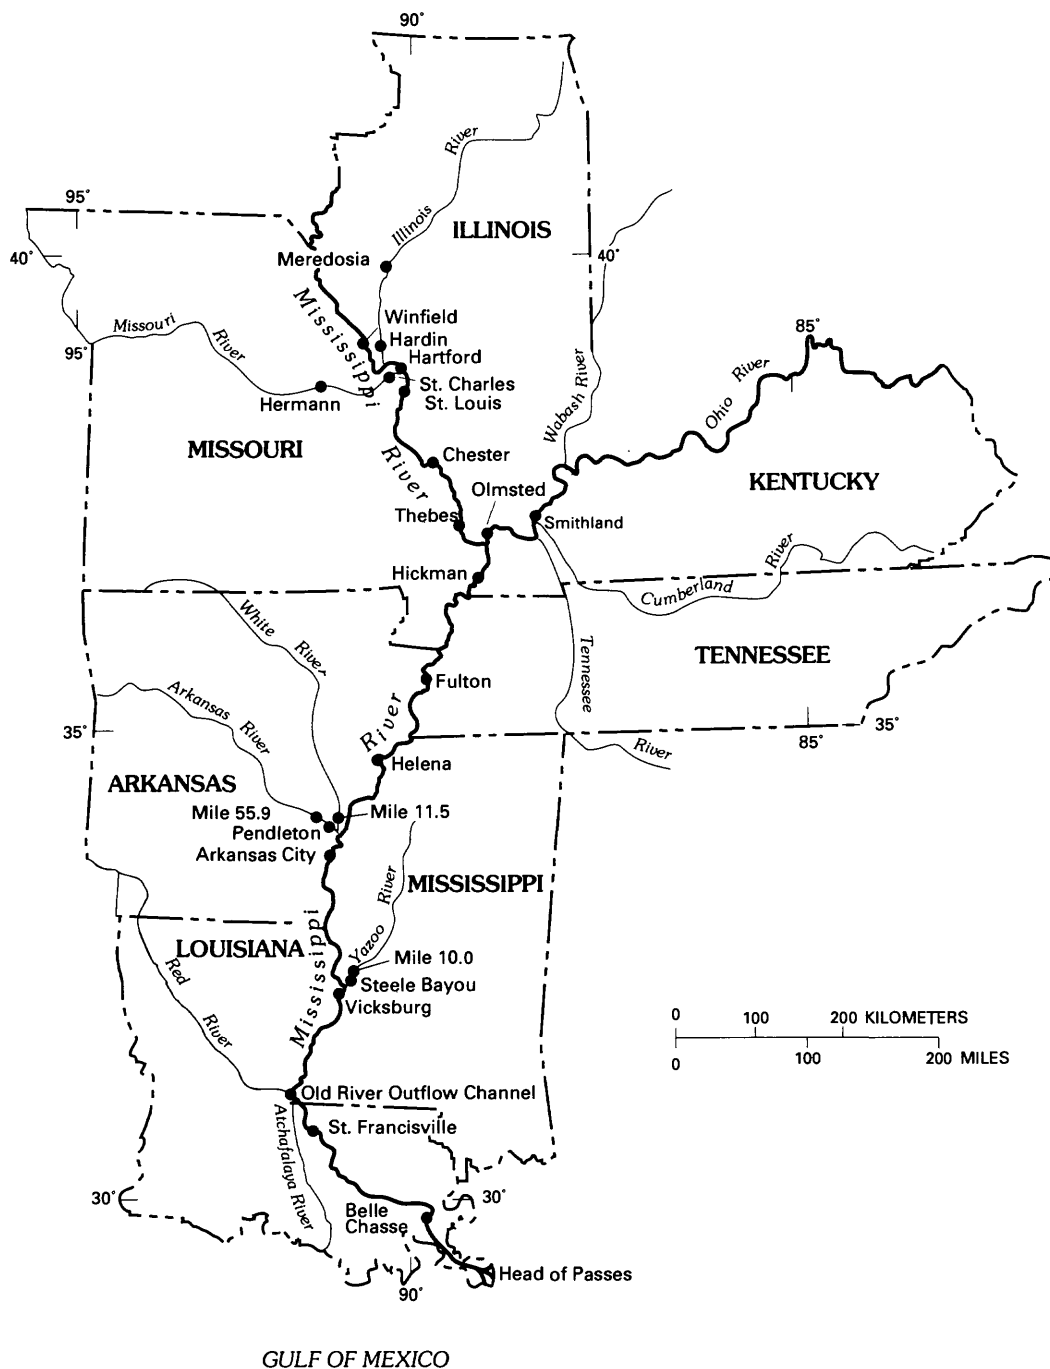 90°
95°
River
Illinois
ILLINOIS
40°
Meredosia
40°
Mississippi
Winfield
Missouri
River
95°
Hardin
Hartford
85°
Ohio River
Wabash River
St. Charles
St. Louis
Hermann
MISSOURI
River
Chester
KENTUCKY
Olmsted
Thebes
Smithland
River
Hickman
Cumberland
White River
Tennessee
TENNESSEE
Arkansas River
Fulton
River
35°
85°
35°
River
Helena
ARKANSAS
Mile 55.9
Mile 11.5
Pendleton
Arkansas City
River
MISSISSIPPI
Yazoo
Mississippi
LOUISIANA
Red
Mile 10.0
Steele Bayou
Vicksburg
River
0 100 200 KILOMETERS
0 100 200 MILES
Old River Outflow Channel
Atchafalaya River
St. Francisville
30°
30°
Belle
Chasse
Head of Passes
90°
GULF OF MEXICO